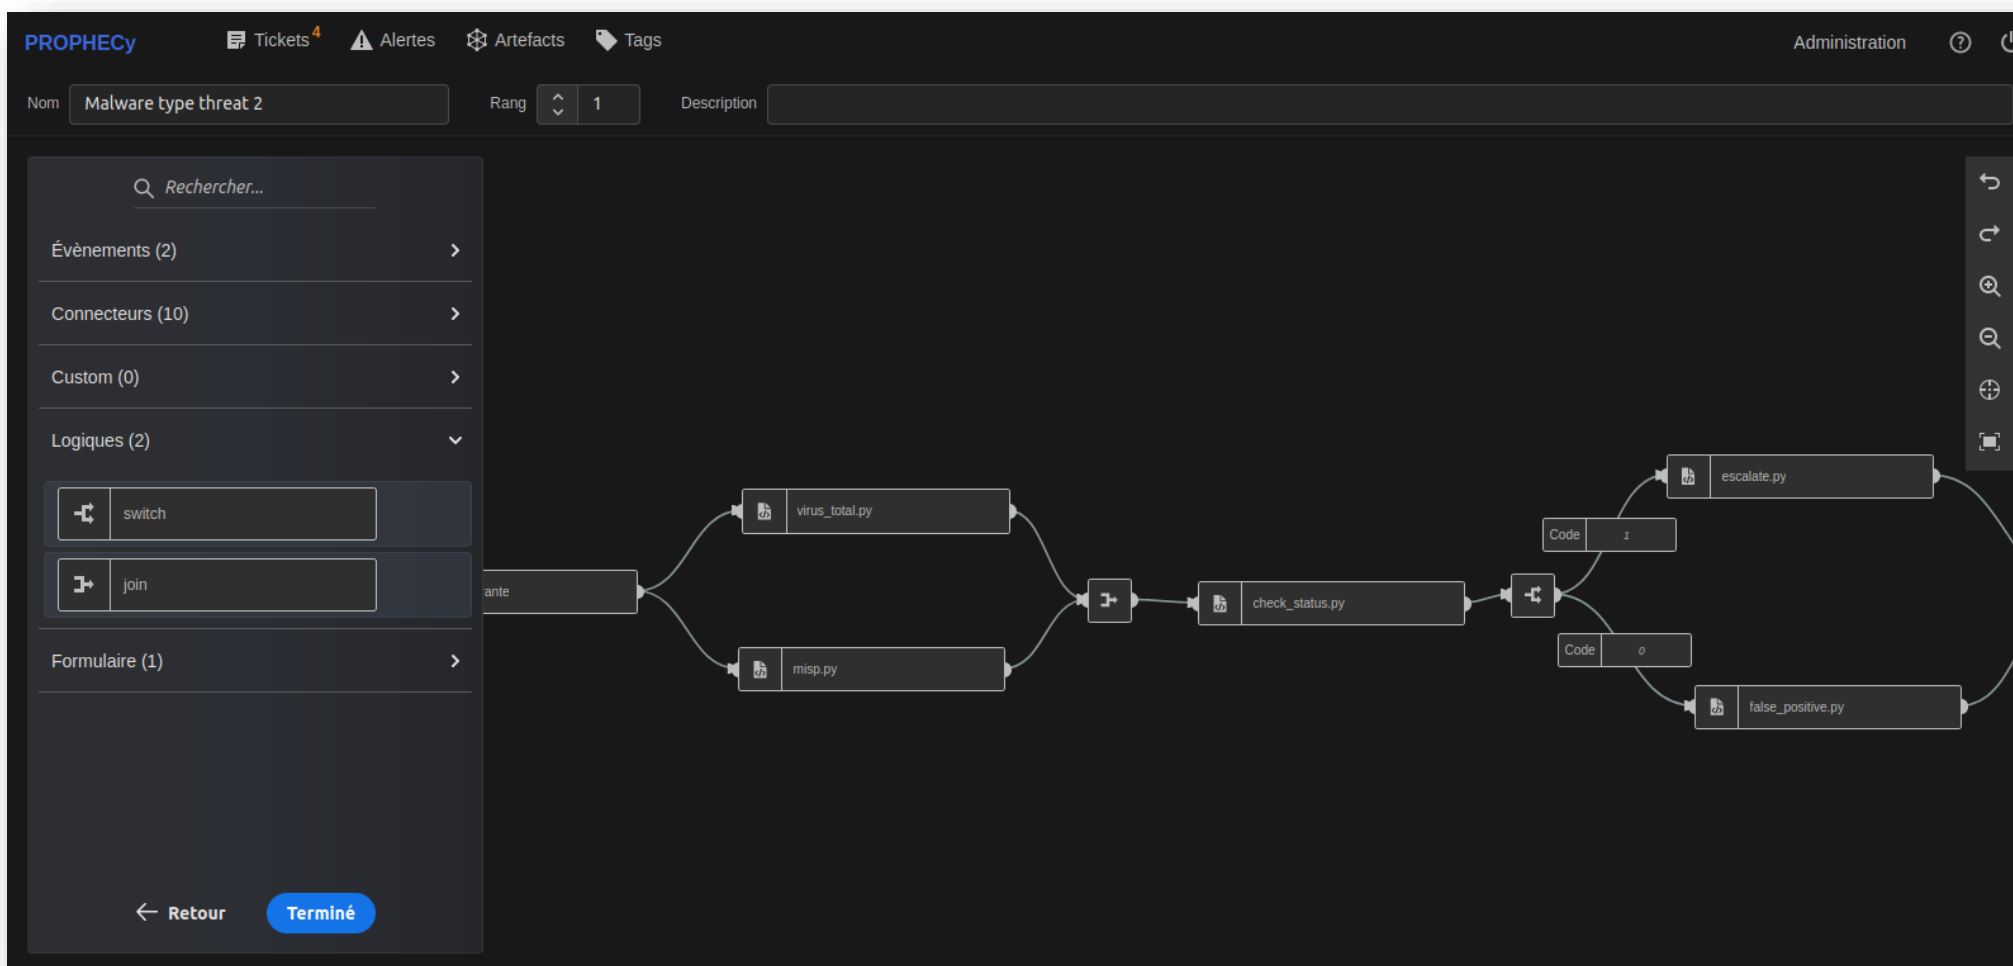 PROPHECy
Tickets 4
Alertes
Artefacts
Tags
Administration
Nom
Malware type threat 2
Rang
1
Description
Rechercher...
Évènements (2)
Connecteurs (10)
Custom (0)
Logiques (2)
switch
join
Formulaire (1)
Retour
Terminé
rante
virus_total.py
misp.py
check_status.py
Code
1
Code
0
escalate.py
false_positive.py